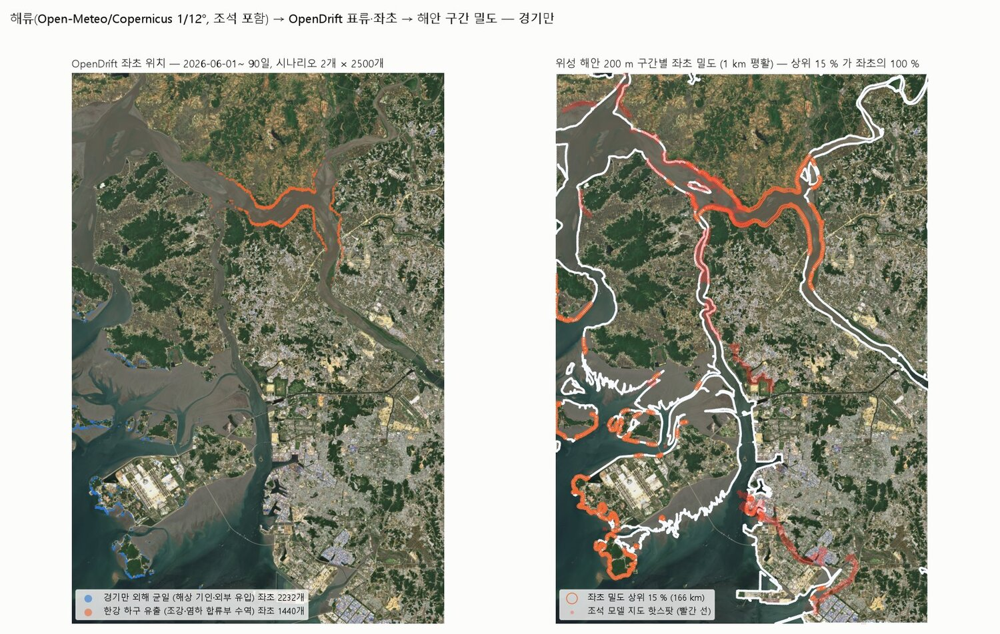 해류(Open-Meteo/Copernicus 1/12°, 조석 포함) → OpenDrift 표류·좌초 → 해안 구간 밀도 — 경기만
OpenDrift 좌초 위치 — 2026-06-01~ 90일, 시나리오 2개 × 2500개
위성 해안 200 m 구간별 좌초 밀도 (1 km 평활) — 상위 15 % 가 좌초의 100 %
경기만 외해 균일 (해상 기인·외부 유입) 좌초 2232개
한강 하구 유출 (조강·염하 합류부 수역) 좌초 1440개
좌초 밀도 상위 15 % (166 km)
조석 모델 지도 핫스팟 (빨간 선)